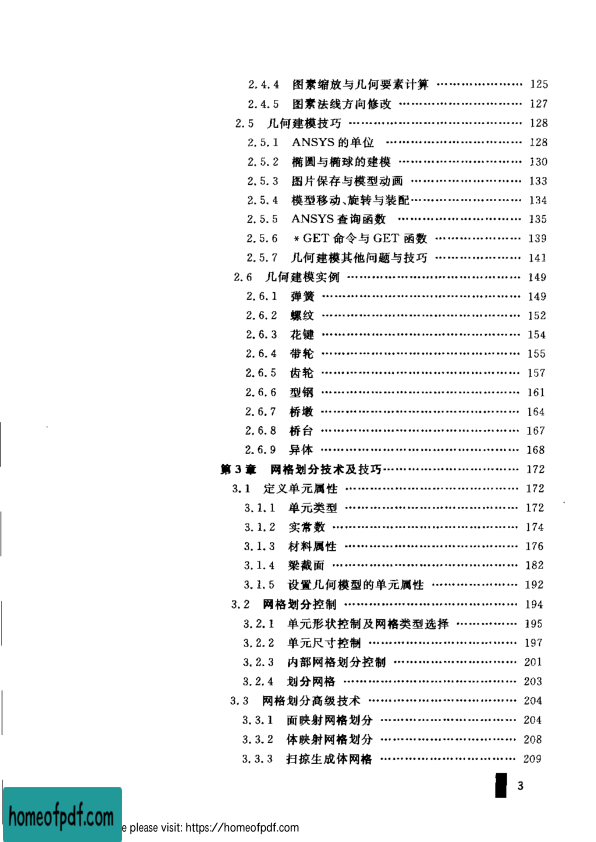 2.4.4 图素缩放与几何要素计算 ………………… 125
2.4.5 图素法线方向修改 ………………………… 127
2.5 几何建模技巧 …………………………………… 128
2.5.1 ANSYS 的单位 …………………………… 128
2.5.2 椭圆与椭球的建模 ………………………… 130
2.5.3 图片保存与模型动画 ……………………… 133
2.5.4 模型移动、旋转与装配……………………… 134
2.5.5 ANSYS 查询函数 ………………………… 135
2.5.6 *GET 命令与 GET 函数 ………………… 139
2.5.7 几何建模其他问题与技巧 ………………… 141
2.6 几何建模实例 …………………………………… 149
2.6.1 弹簧 ………………………………………… 149
2.6.2 螺纹 ………………………………………… 152
2.6.3 花键 ………………………………………… 154
2.6.4 带轮 ………………………………………… 155
2.6.5 齿轮 ………………………………………… 157
2.6.6 型钢 ………………………………………… 161
2.6.7 桥墩 ………………………………………… 164
2.6.8 桥台 ………………………………………… 167
2.6.9 异体 ………………………………………… 168
第 3 章 网格划分技术及技巧…………………………… 172
3.1 定义单元属性 …………………………………… 172
3.1.1 单元类型 …………………………………… 172
3.1.2 实常数 ……………………………………… 174
3.1.3 材料属性 …………………………………… 176
3.1.4 梁截面 ……………………………………… 182
3.1.5 设置几何模型的单元属性 ………………… 192
3.2 网格划分控制 …………………………………… 194
3.2.1 单元形状控制及网格类型选择 …………… 195
3.2.2 单元尺寸控制 ……………………………… 197
3.2.3 内部网格划分控制 ………………………… 201
3.2.4 划分网格 …………………………………… 203
3.3 网格划分高级技术 ……………………………… 204
3.3.1 面映射网格划分 …………………………… 204
3.3.2 体映射网格划分 …………………………… 208
3.3.3 扫掠生成体网格 …………………………… 209
3
homeofpdf.com
e please visit: https://homeofpdf.com